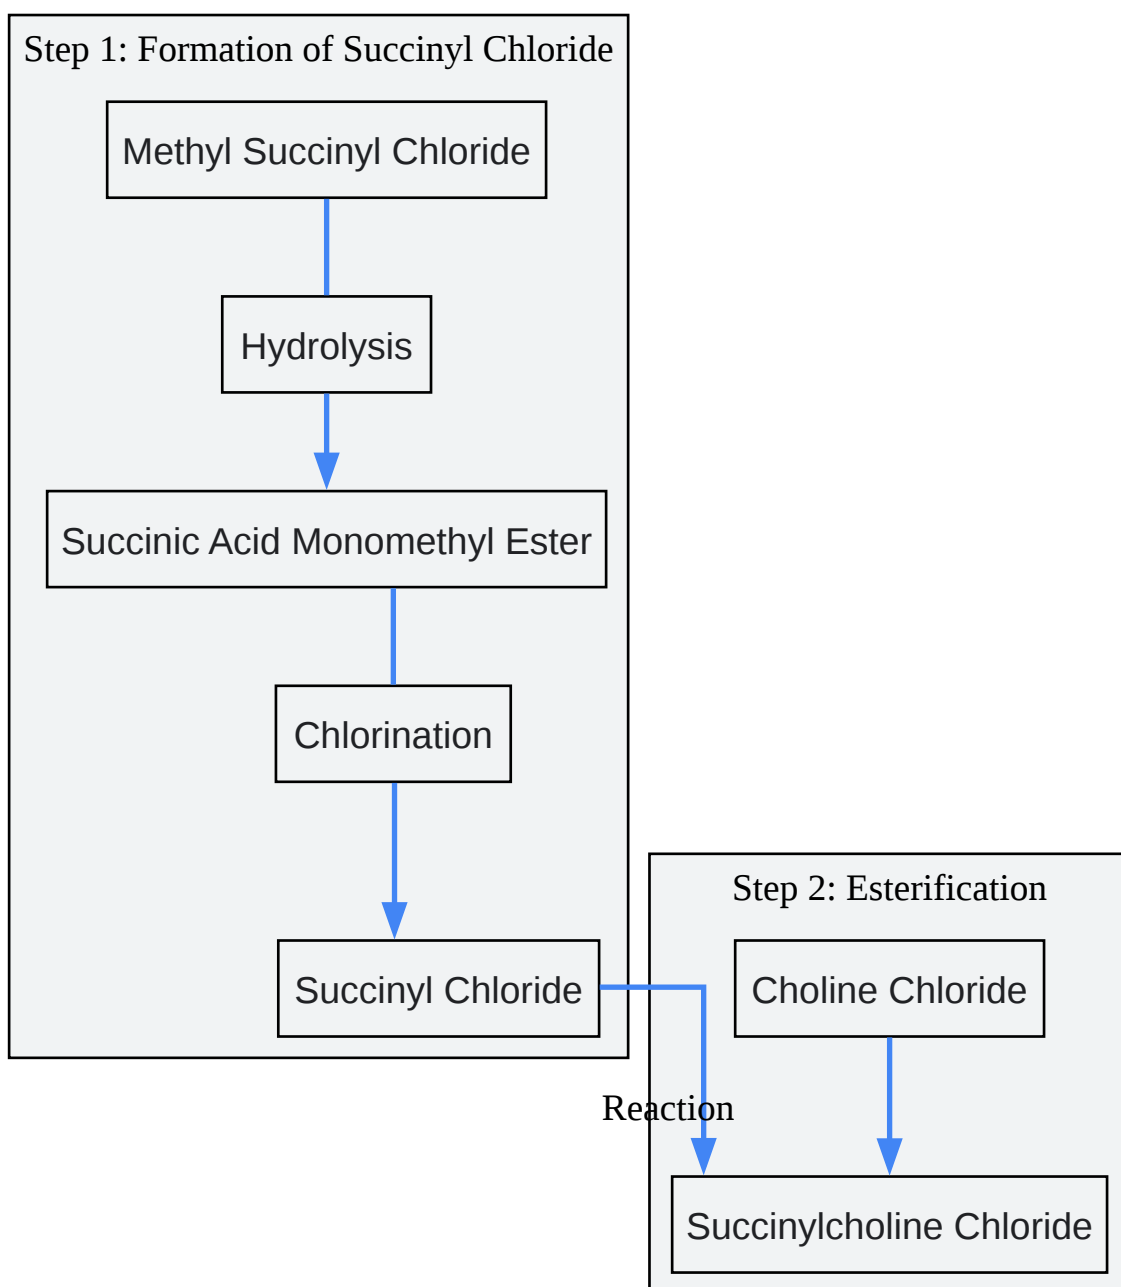 Step 1: Formation of Succinyl Chloride
Methyl Succinyl Chloride
Hydrolysis
Succinic Acid Monomethyl Ester
Chlorination
Succinyl Chloride
Step 2: Esterification
Choline Chloride
Reaction
Succinylcholine Chloride